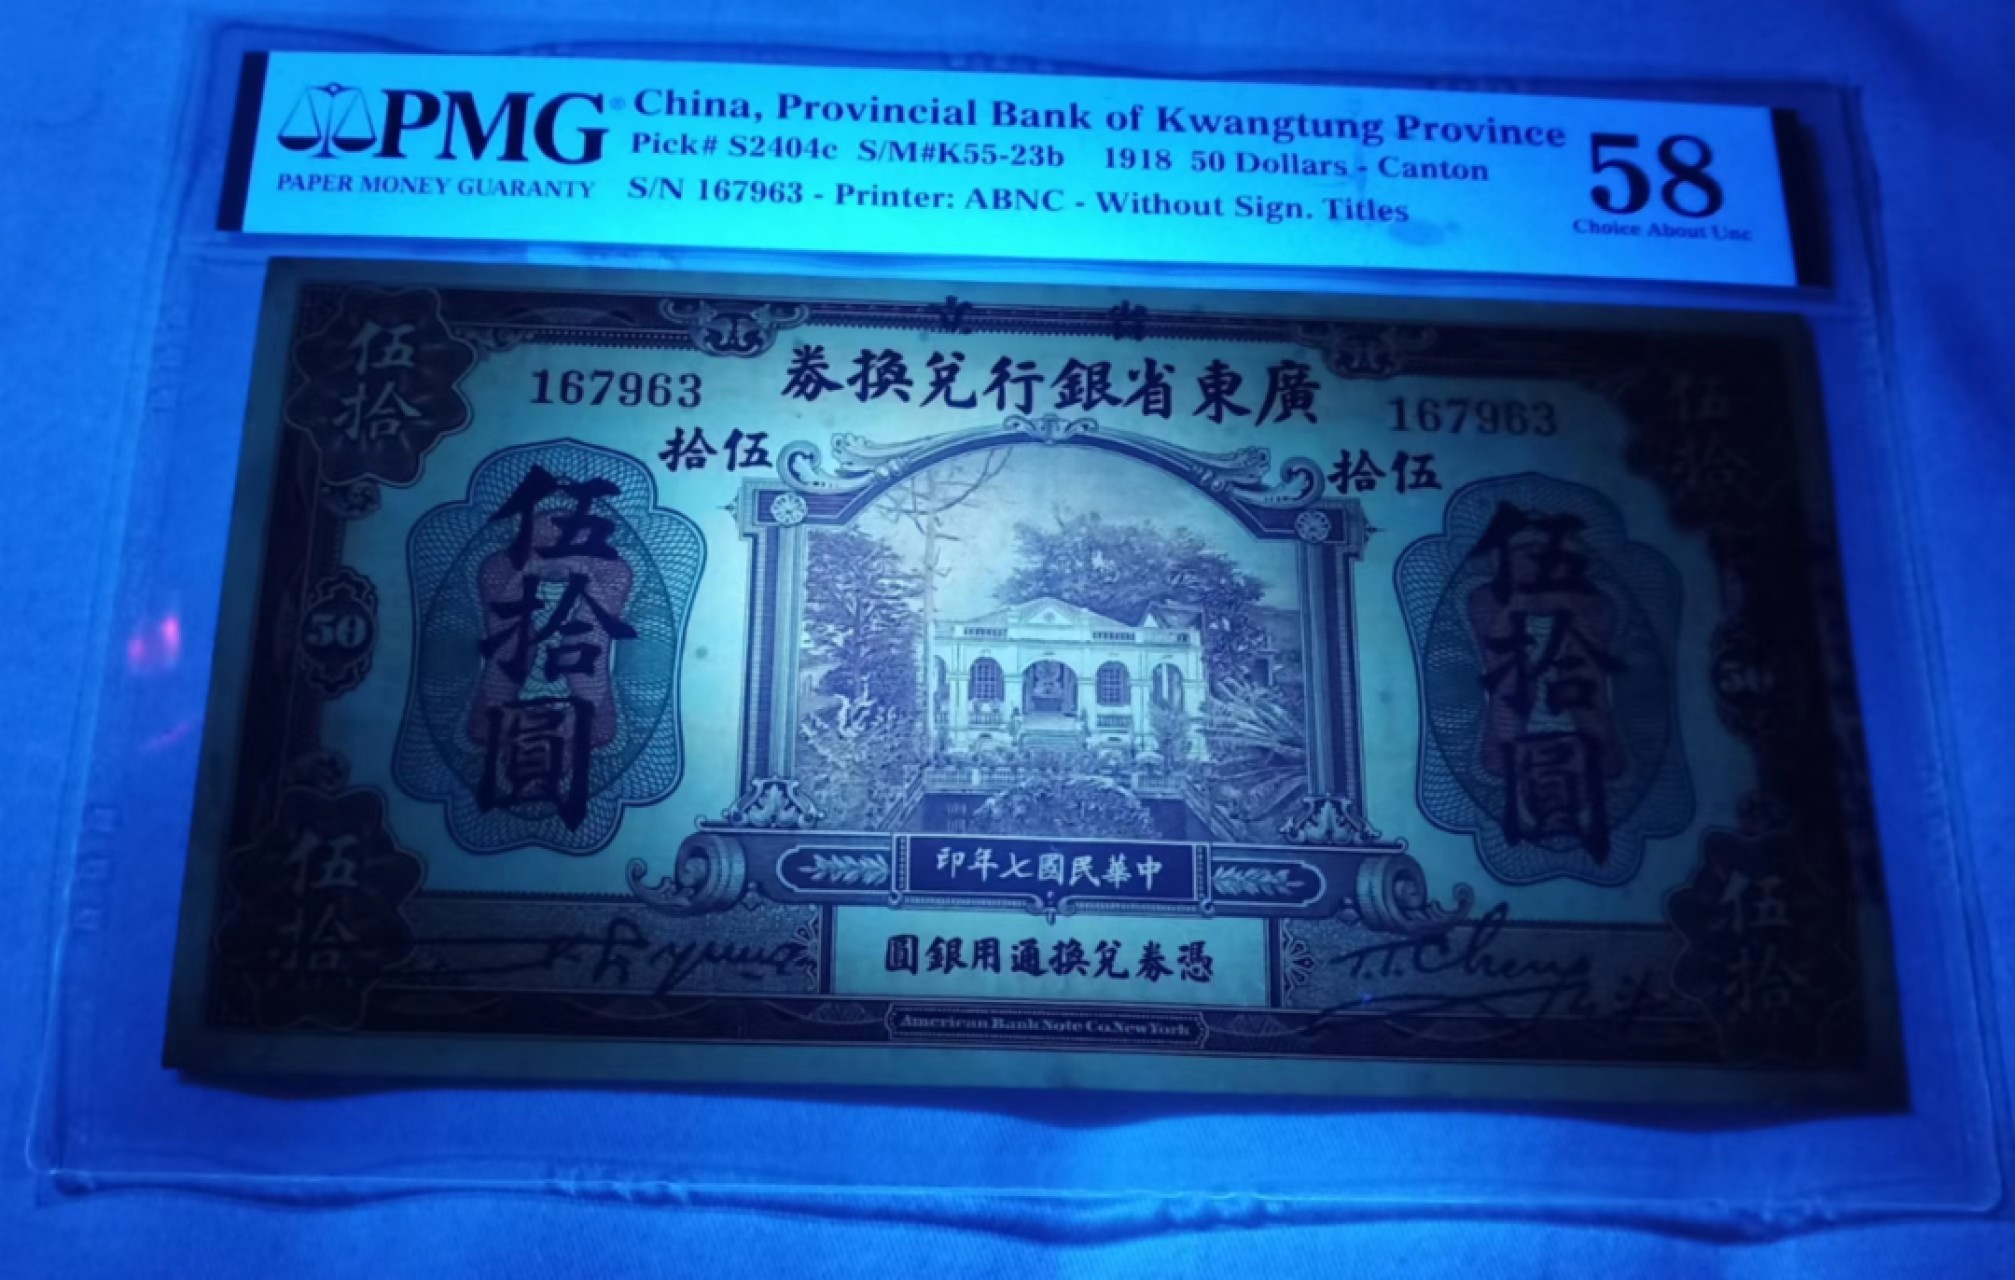 PMG® China, Provincial Bank of Kwangtung Province
Pick# S2404c S/M#K55-23b 1918 50 Dollars - Canton
PAPER MONEY GUARANTY S/N 167963 - Printer: ABNC - Without Sign. Titles
58
Choice About Unc
伍拾
伍拾
券換兌行銀省東廣
167963
167963
拾伍
拾伍
伍拾圓
伍拾圓
50
50
印年七國民華中
伍拾
伍拾
圓銀用通換兌券憑
T.T. Cheng
American Bank Note Co. New York